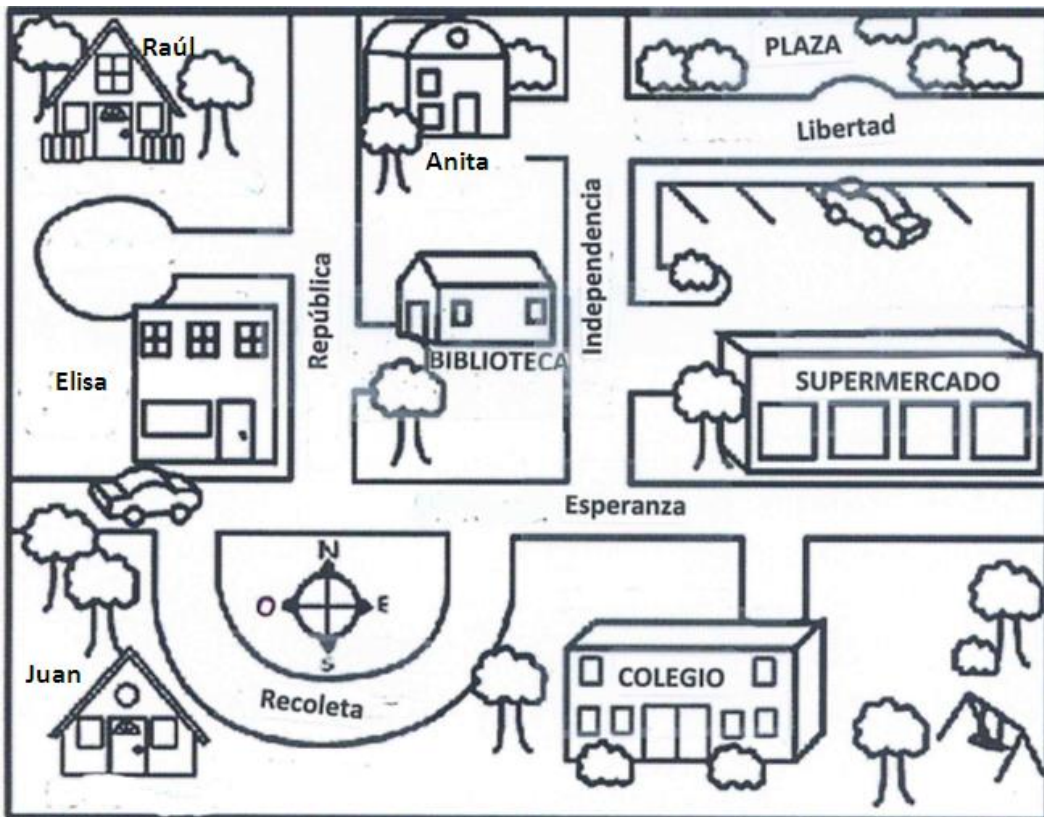 Raúl
PLAZA
Libertad
Anita
Independencia
República
BIBLIOTECA
Elisa
SUPERMERCADO
Esperanza
N
O
E
S
Juan
COLEGIO
Recoleta